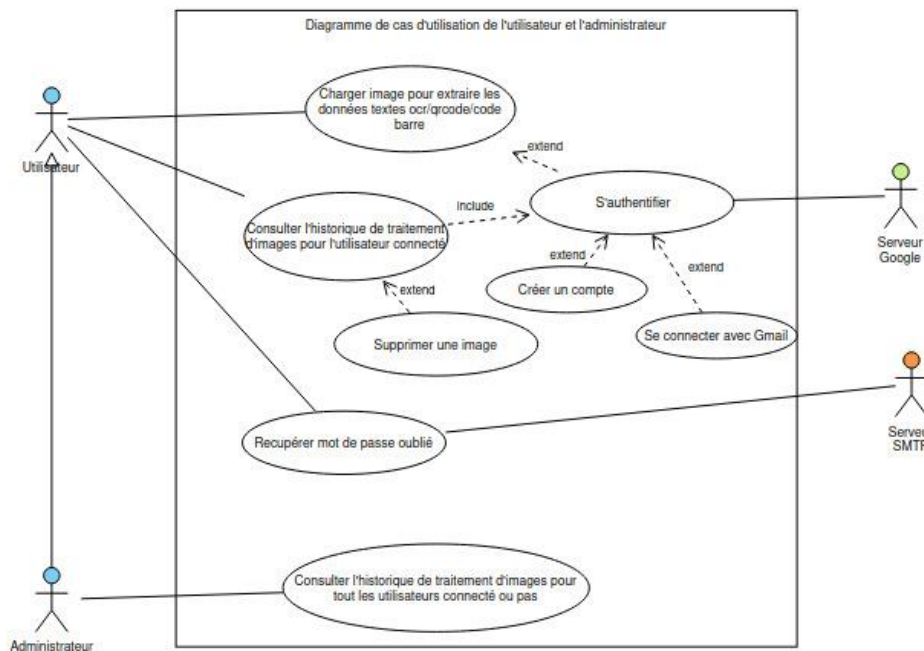 Diagramme de cas d'utilisation de l'utilisateur et l'administrateur
Charger image pour extraire les
données textes ocr/qrcode/code
barre
Utilisateur
extend
S'authentifier
include
Consulter l'historique de traitement
d'images pour l'utilisateur connecté
Serveur
Google
extend
extend
Créer un compte
extend
Supprimer une image
Se connecter avec Gmail
Recupérer mot de passe oublié
Serveur
SMTP
Consulter l'historique de traitement d'images pour
tout les utilisateurs connecté ou pas
Administrateur